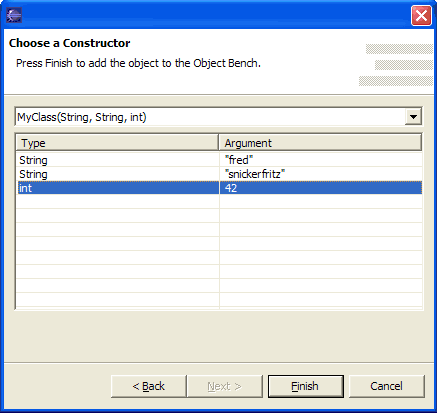 Choose a Constructor
Press Finish to add the object to the Object Bench.
MyClass(String, String, int)
Type Argument
String "fred"
String "snickerfritz"
int 42
< Back Next > Finish Cancel